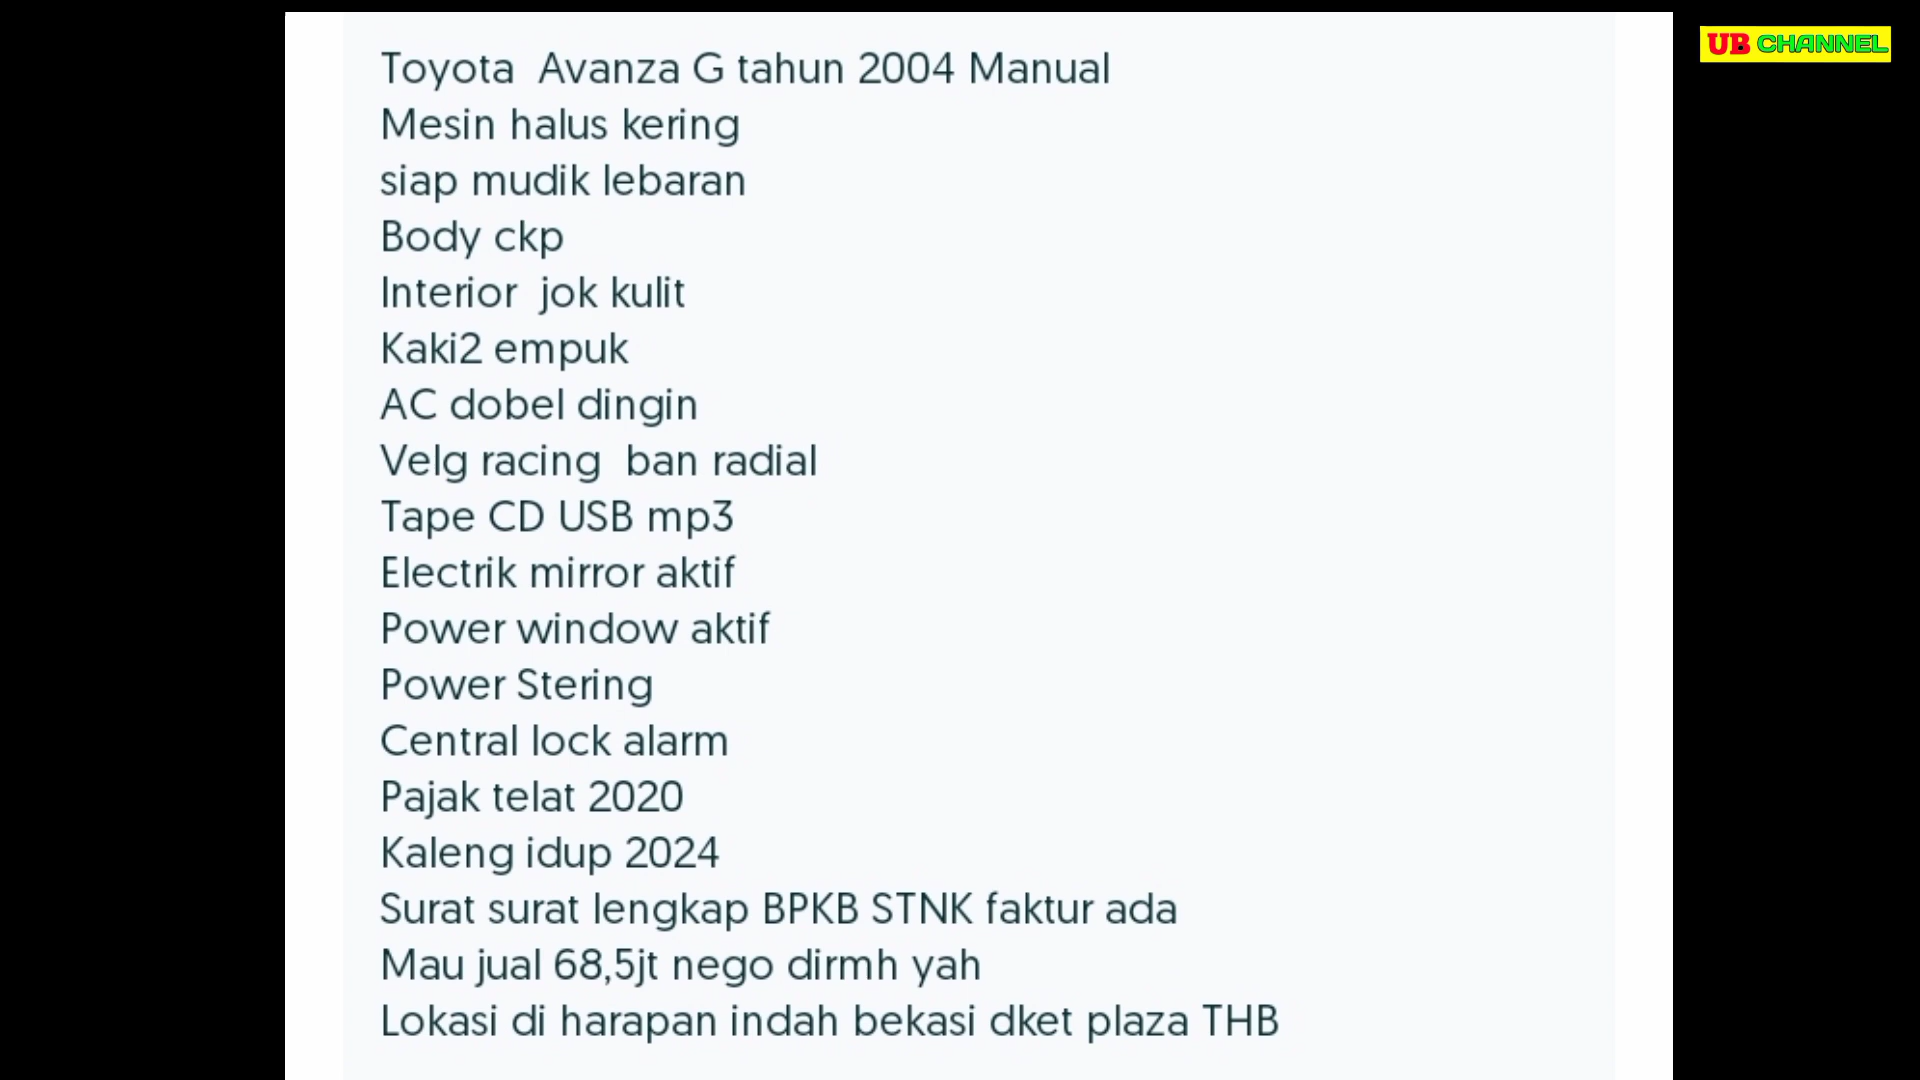 UB CHANNEL
Toyota Avanza G tahun 2004 Manual
Mesin halus kering
siap mudik lebaran
Body ckp
Interior jok kulit
Kaki2 empuk
AC dobel dingin
Velg racing ban radial
Tape CD USB mp3
Electrik mirror aktif
Power window aktif
Power Stering
Central lock alarm
Pajak telat 2020
Kaleng idup 2024
Surat surat lengkap BPKB STNK faktur ada
Mau jual 68,5jt nego dirmh yah
Lokasi di harapan indah bekasi dket plaza THB